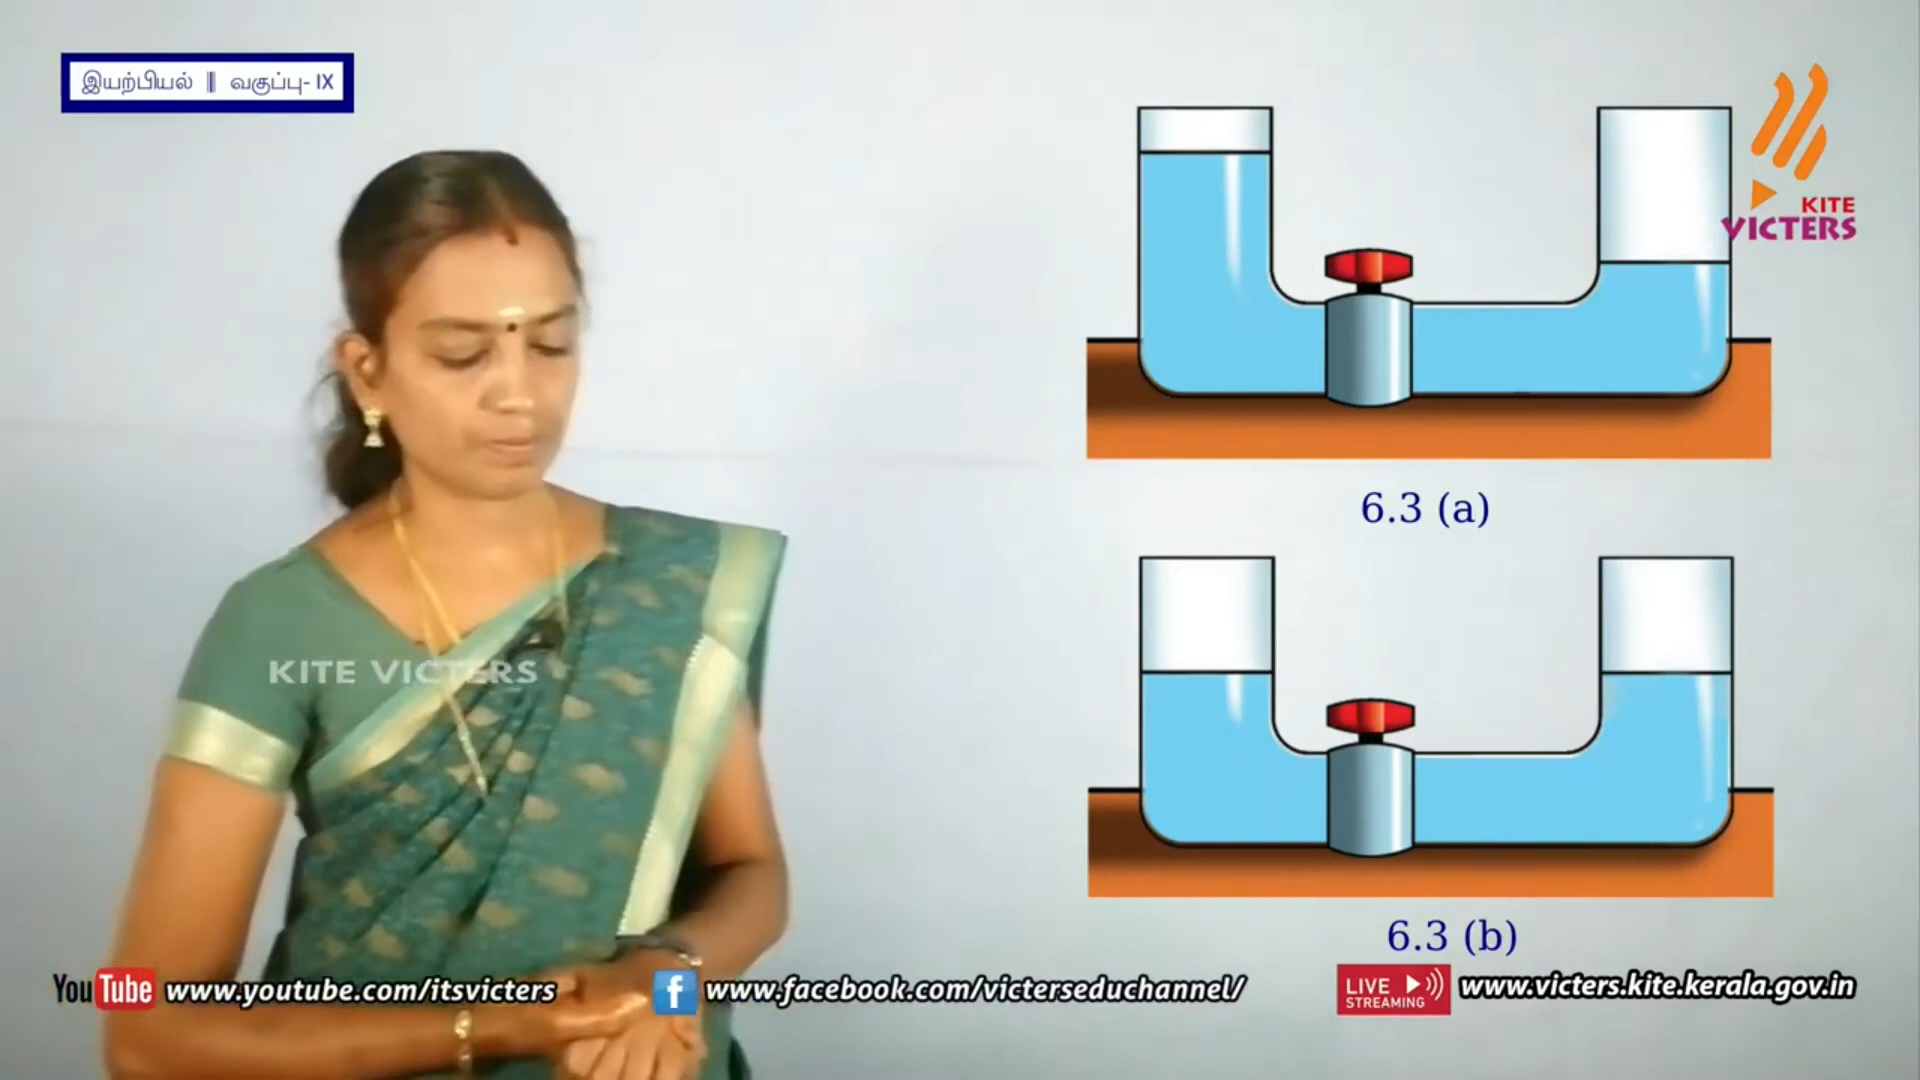 இயற்பியல் || வகுப்பு- IX
KITE
VICTERS
6.3 (a)
KITE VICTERS
6.3 (b)
YouTube www.youtube.com/itsvicters
f www.facebook.com/victerseduchannel/
LIVE STREAMING www.victers.kite.kerala.gov.in